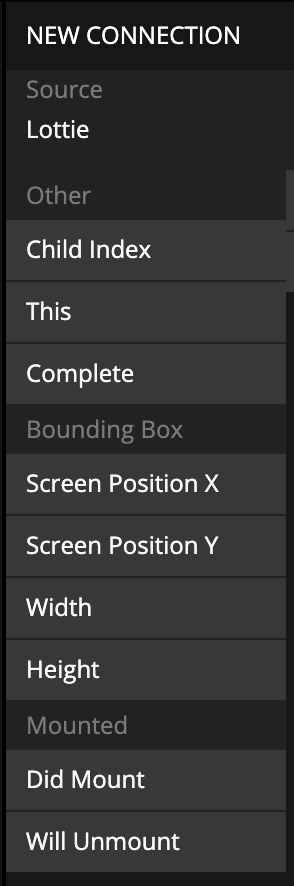 NEW CONNECTION
Source
Lottie
Other
Child Index
This
Complete
Bounding Box
Screen Position X
Screen Position Y
Width
Height
Mounted
Did Mount
Will Unmount